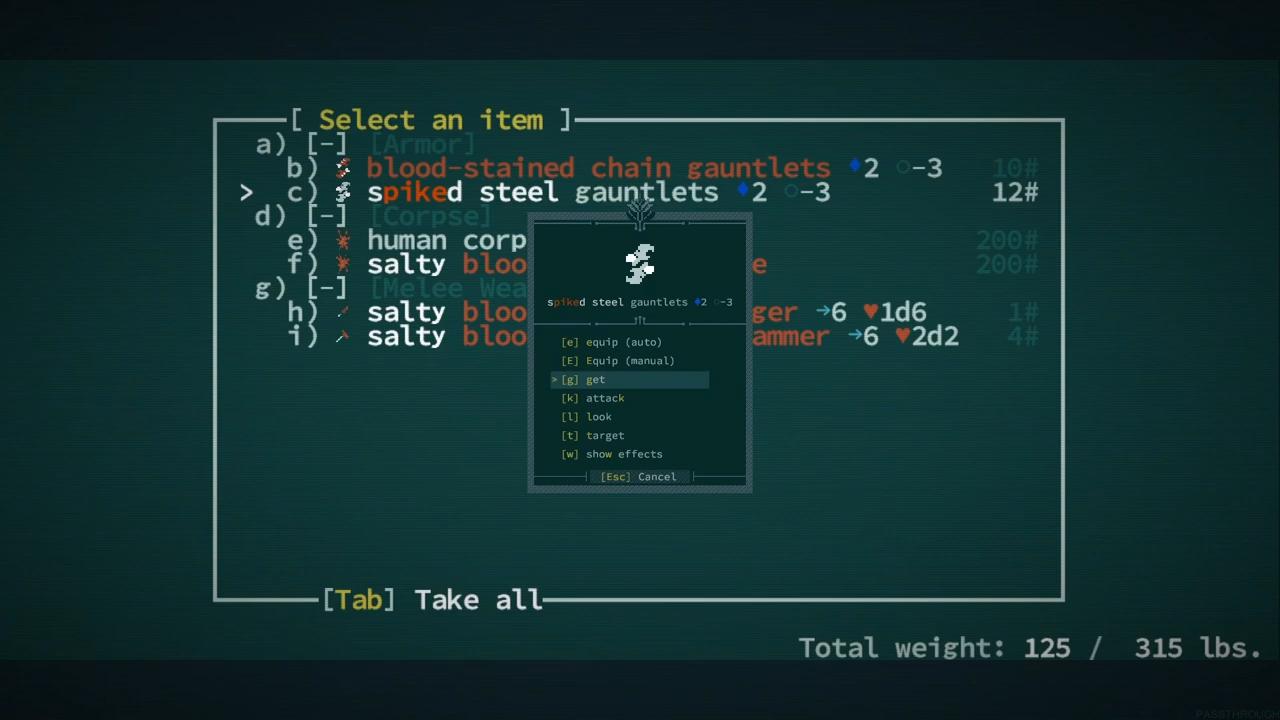 [ Select an item ]
a) [-] [Armor]
b) blood-stained chain gauntlets ♦2 ○-3 10#
> c) spiked steel gauntlets ♦2 ○-3 12#
d) [-] [Corpse]
e) human corp 200#
f) salty bloo e 200#
g) [-] [Melee Wea
h) salty bloo ger →6 ♥1d6 1#
i) salty bloo ammer →6 ♥2d2 4#
spiked steel gauntlets ♦2 ○-3
[e] equip (auto)
[E] Equip (manual)
> [g] get
[k] attack
[l] look
[t] target
[w] show effects
[Esc] Cancel
[Tab] Take all
Total weight: 125 / 315 lbs.
PASSTHROUGH